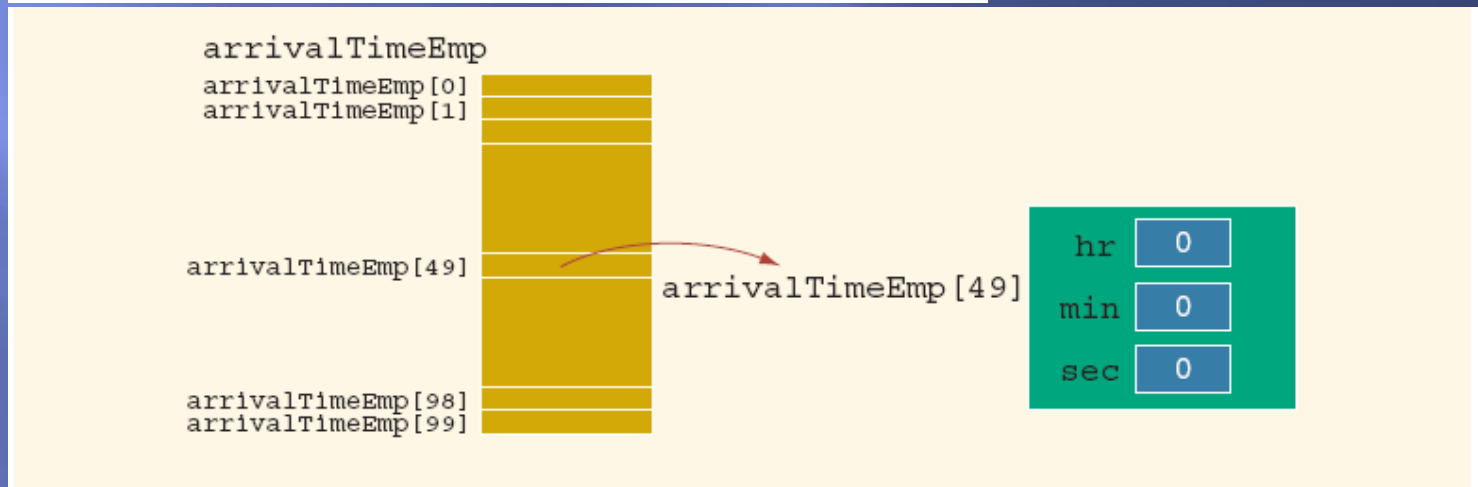 arrivalTimeEmp
arrivalTimeEmp[0]
arrivalTimeEmp[1]
arrivalTimeEmp[49]
arrivalTimeEmp[49]
hr 0
min 0
sec 0
arrivalTimeEmp[98]
arrivalTimeEmp[99]